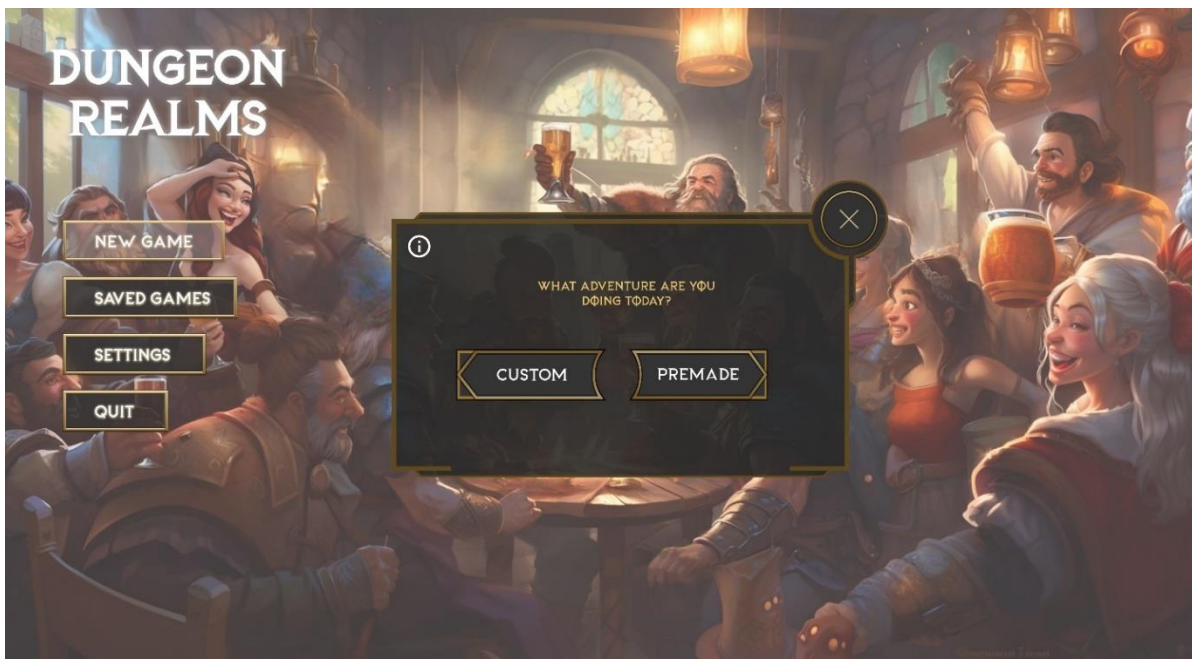 DUNGEON
REALMS
NEW GAME
SAVED GAMES
SETTINGS
QUIT
WHAT ADVENTURE ARE YOU
DOING TODAY?
CUSTOM
PREMADE